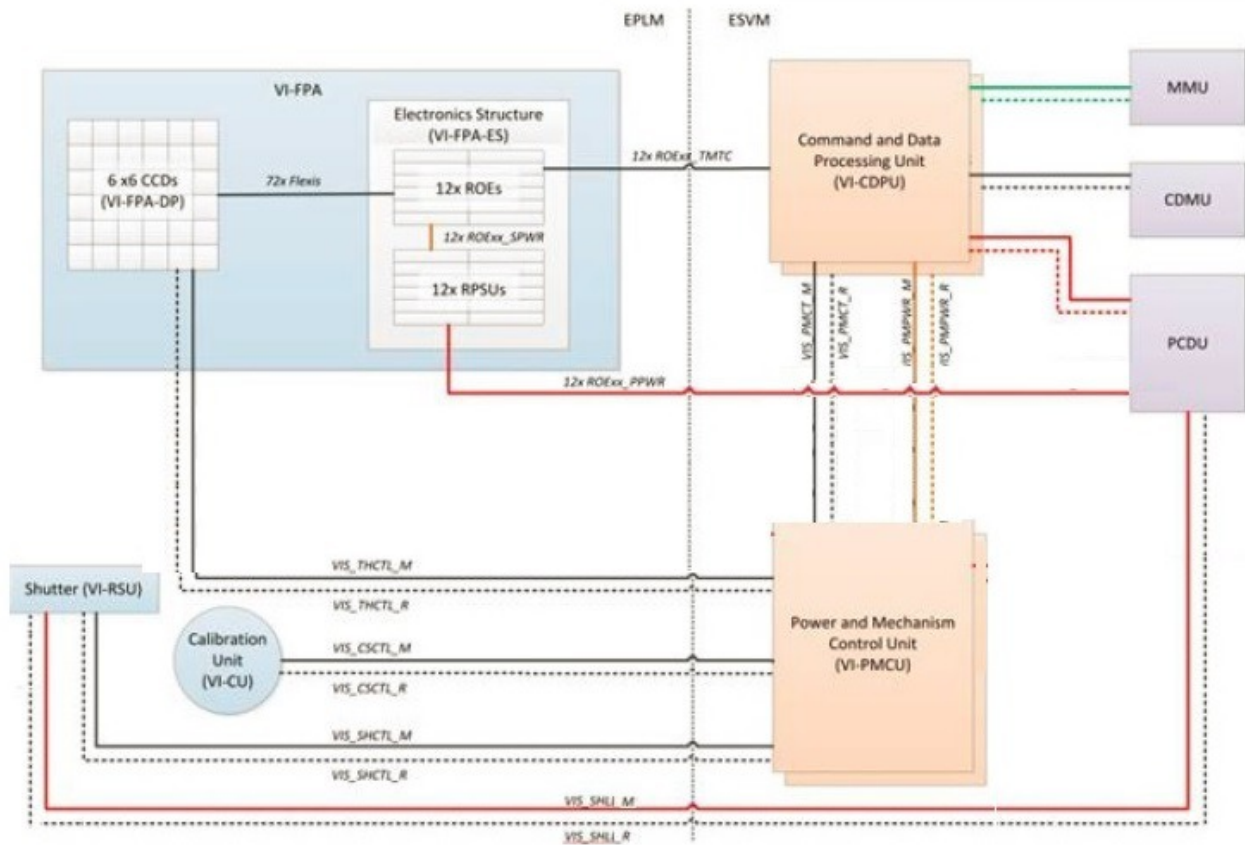 EPLM
ESVM
VI-FPA
Electronics Structure
(VI-FPA-ES)
6 x6 CCDs
(VI-FPA-DP)
72x Flexis
12x ROEs
12x ROExx_SPWR
12x RPSUs
12x ROExx_TMTC
12x ROExx_PPWR
Command and Data
Processing Unit
(VI-CDPU)
MMU
CDMU
PCDU
VIS_PMCT_M
VIS_PMCT_R
IIS_PMPWR_M
IIS_PMPWR_R
Shutter (VI-RSU)
VIS_THCTL_M
VIS_THCTL_R
Calibration
Unit
(VI-CU)
VIS_CSCTL_M
VIS_CSCTL_R
Power and Mechanism
Control Unit
(VI-PMCU)
VIS_SHCTL_M
VIS_SHCTL_R
VIS_SHLI_M
VIS_SHLI_R